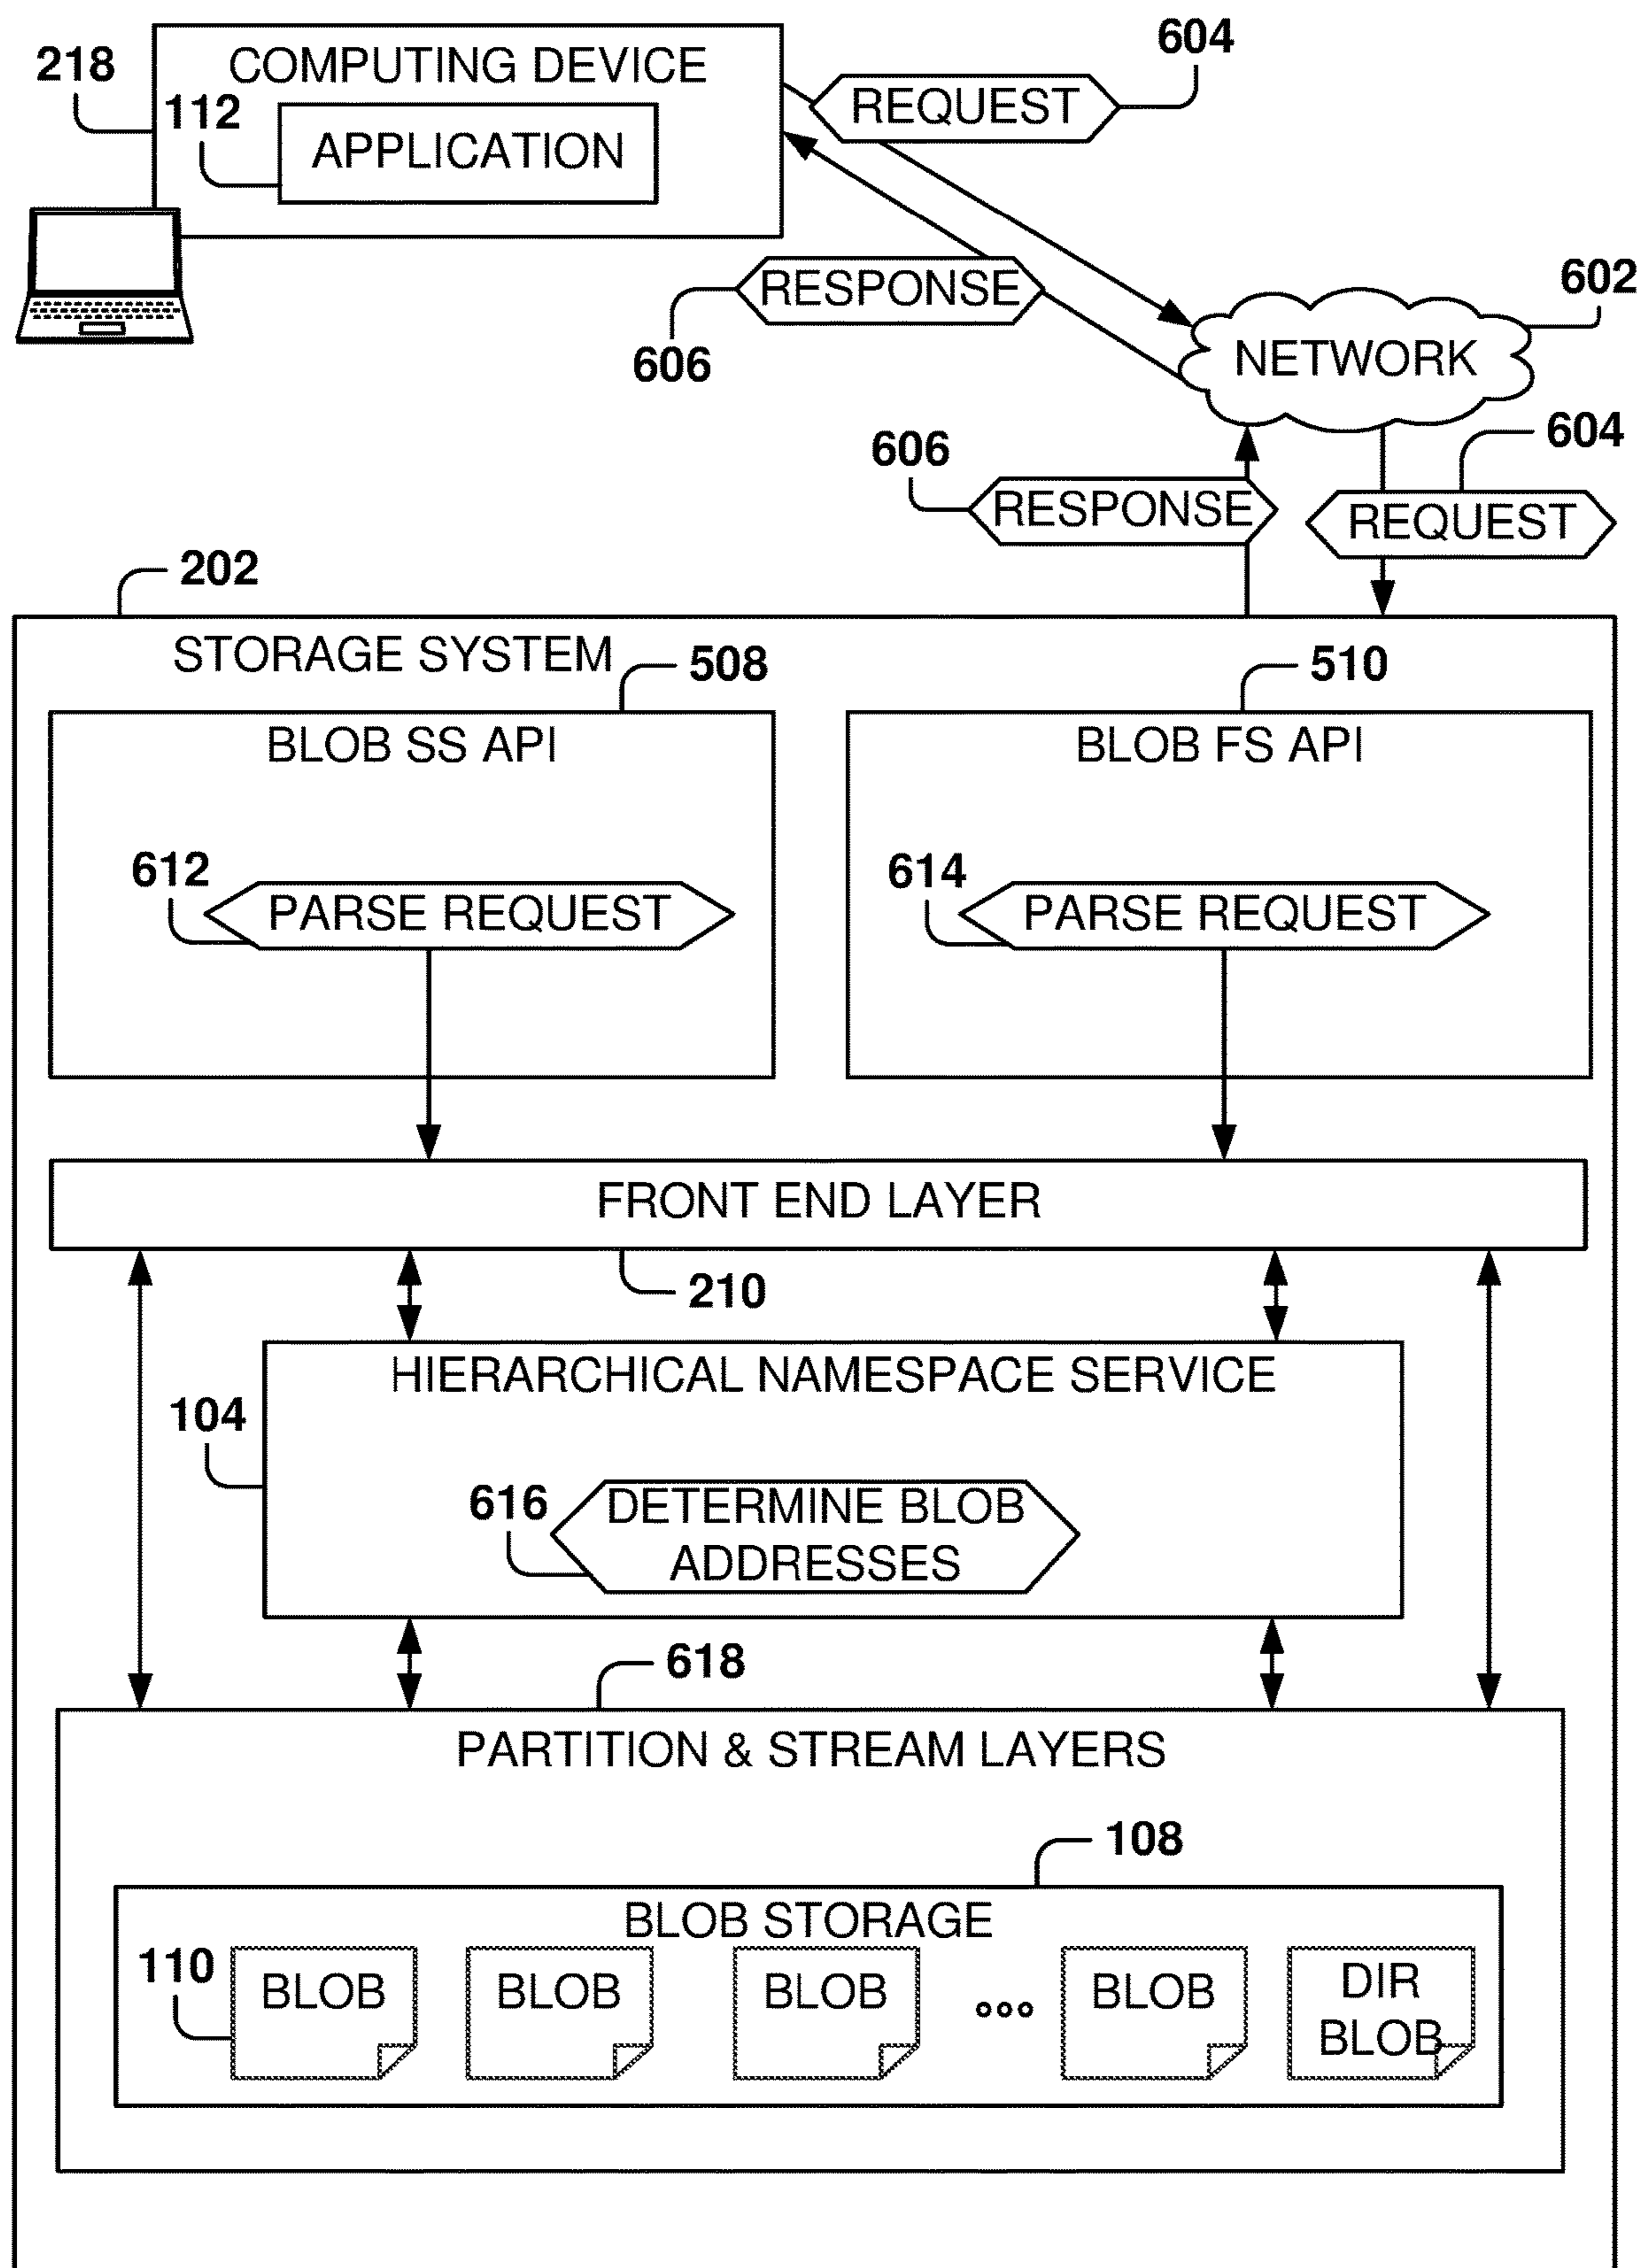 604
218
COMPUTING DEVICE
REQUEST
112
APPLICATION
602
RESPONSE
NETWORK
606
604
606
RESPONSE
REQUEST
202
STORAGE SYSTEM
508
510
BLOB SS API
BLOB FS API
612
614
PARSE REQUEST
PARSE REQUEST
FRONT END LAYER
210
HIERARCHICAL NAMESPACE SERVICE
104
616
DETERMINE BLOB
ADDRESSES
618
PARTITION & STREAM LAYERS
108
BLOB STORAGE
110
BLOB
BLOB
BLOB
ooo
BLOB
DIR
BLOB